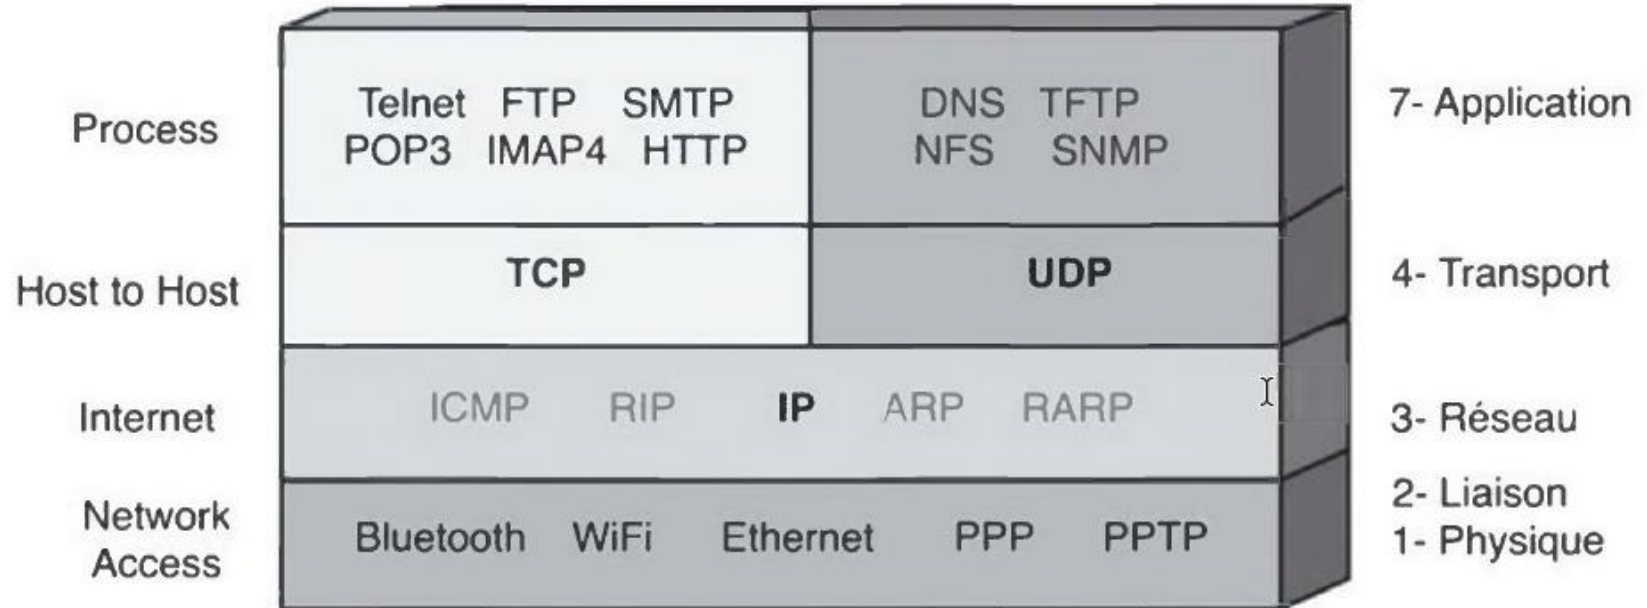 Process
Telnet FTP SMTP
POP3 IMAP4 HTTP
DNS TFTP
NFS SNMP
7- Application
Host to Host
TCP
UDP
4- Transport
Internet
ICMP RIP IP ARP RARP
3- Réseau
Network
Access
Bluetooth WiFi Ethernet PPP PPTP
2- Liaison
1- Physique